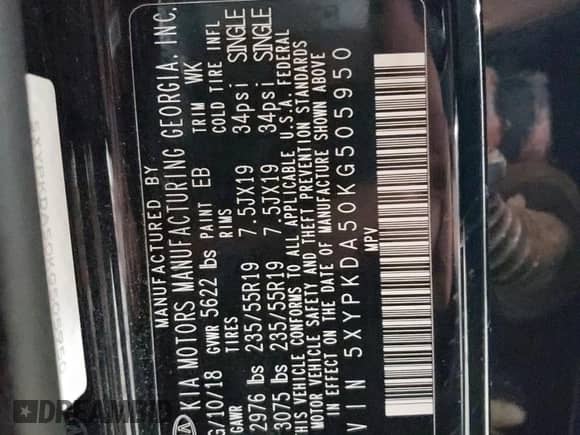 MANUFACTURED BY
KIA MOTORS MANUFACTURING GEORGIA, INC.
G/10/18 GVWR 5622 lbs PAINT EB TRIM WK
GAWR TIRES RIMS COLD TIRE INFL
2976 lbs 235/55R19 7.5JX19 34psi SINGLE
3075 lbs 235/55R19 7.5JX19 34psi SINGLE
THIS VEHICLE CONFORMS TO ALL APPLICABLE U.S.A. FEDERAL
MOTOR VEHICLE SAFETY AND THEFT PREVENTION STANDARDS
IN EFFECT ON THE DATE OF MANUFACTURE SHOWN ABOVE
VIN 5XYPKDA50KG505950
MPV
DREAMBID